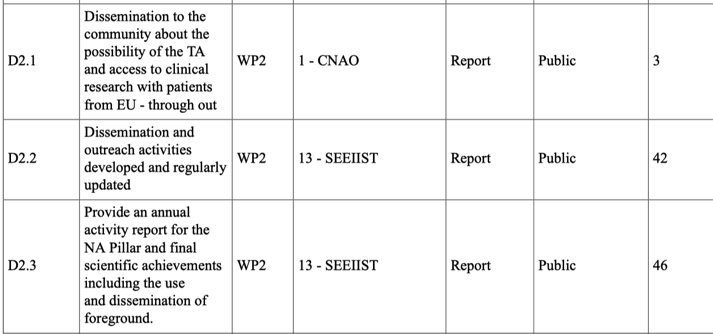 Dissemination to the
community about the
possibility of the TA
D2.1 and access to clinical WP2 1 - CNAO Report Public 3
research with patients
from EU - through out
Dissemination and
outreach activities
D2.2 developed and regularly WP2 13 - SEEIIST Report Public 42
updated
Provide an annual
activity report for the
NA Pillar and final
D2.3 scientific achievements WP2 13 - SEEIIST Report Public 46
including the use
and dissemination of
foreground.